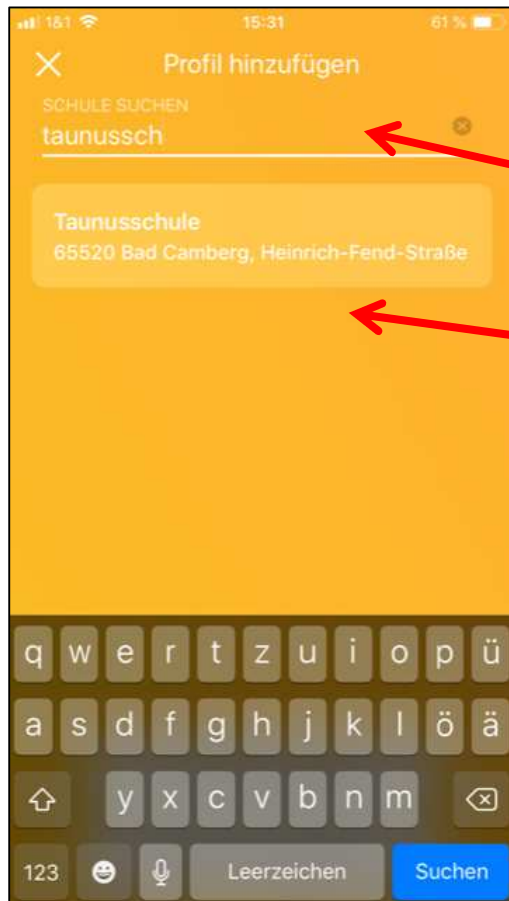 1&1 15:31 61 %
Profil hinzufügen
SCHULE SUCHEN
taunussch
Taunusschule
65520 Bad Camberg, Heinrich-Fend-Straße
q w e r t z u i o p ü
a s d f g h j k l ö ä
y x c v b n m
123 Leerzeichen Suchen